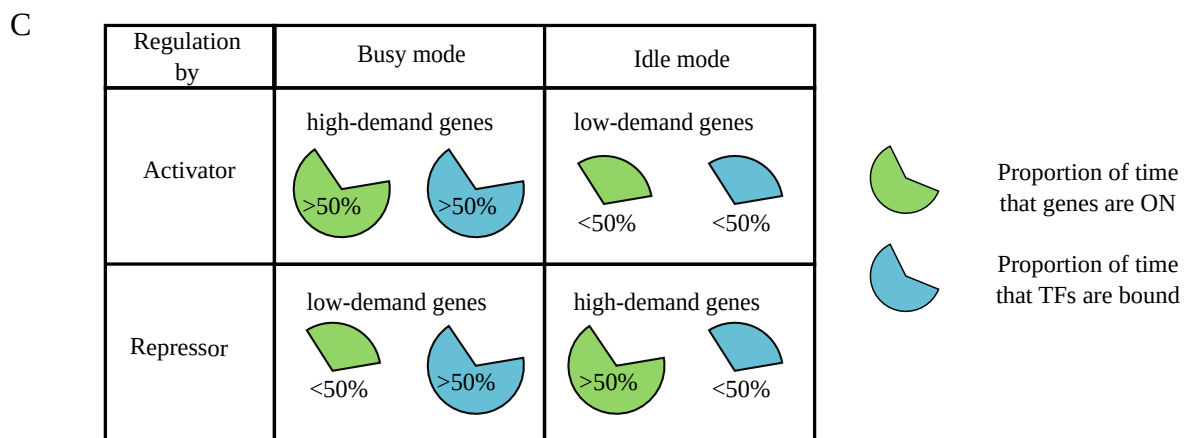 C
Regulation
by
Busy mode
Idle mode
Activator
high-demand genes
>50%
>50%
low-demand genes
<50%
<50%
Repressor
low-demand genes
<50%
>50%
high-demand genes
>50%
<50%
Proportion of time
that genes are ON
Proportion of time
that TFs are bound